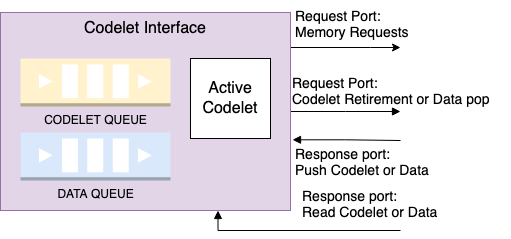 Codelet Interface
Active
Codelet
CODELET QUEUE
DATA QUEUE
Request Port:
Memory Requests
Request Port:
Codelet Retirement or Data pop
Response port:
Push Codelet or Data
Response port:
Read Codelet or Data